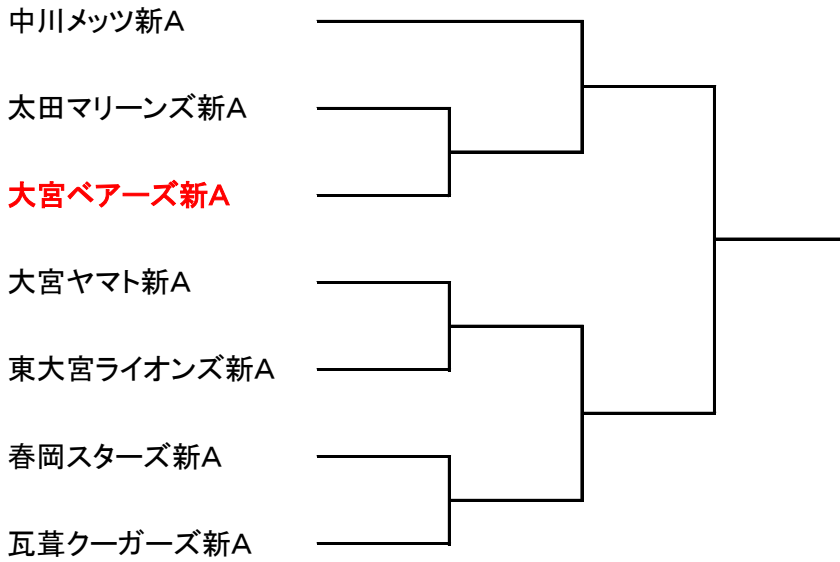 中川メッツ新A
太田マリーンズ新A
大宮ベアーズ新A
大宮ヤマト新A
東大宮ライオンズ新A
春岡スターズ新A
瓦葺クーガーズ新A